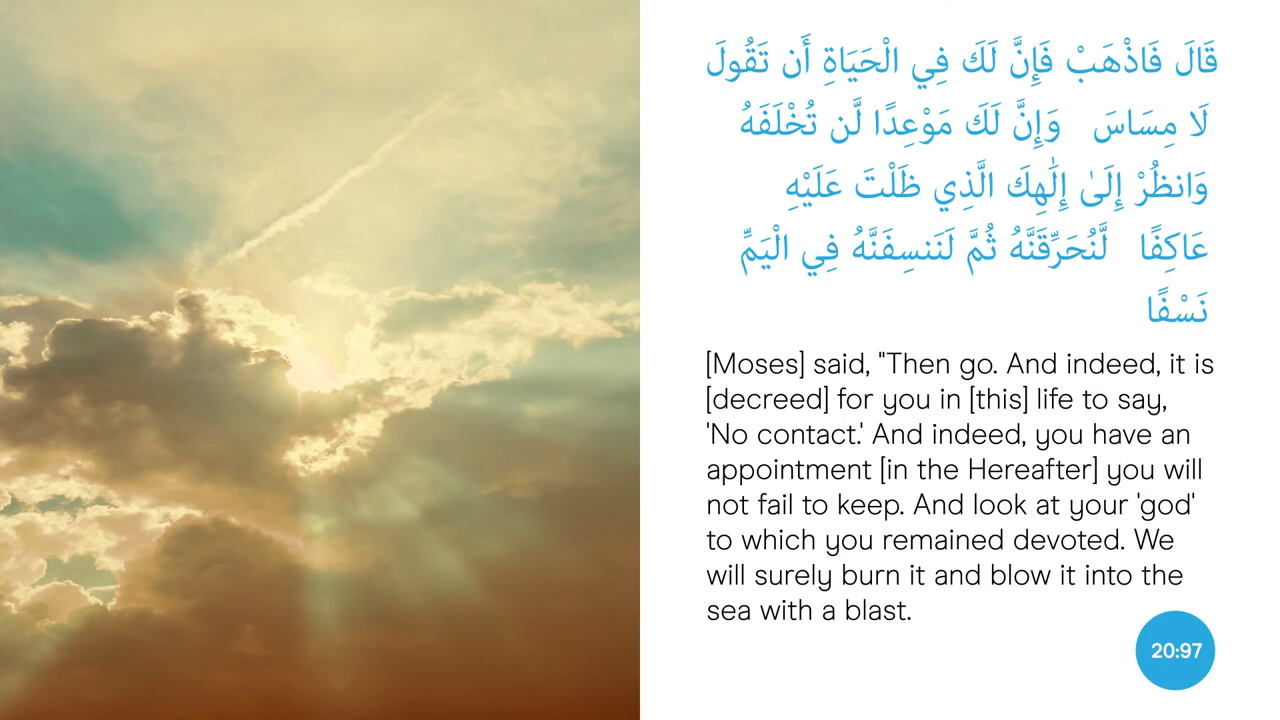 قَالَ فَاذْهَبْ فَإِنَّ لَكَ فِي الْحَيَاةِ أَن تَقُولَ
لَا مِسَاسَ وَإِنَّ لَكَ مَوْعِدًا لَّن تُخْلَفَهُ
وَانظُرْ إِلَىٰ إِلَٰهِكَ الَّذِي ظَلْتَ عَلَيْهِ
عَاكِفًا لَّنُحَرِّقَنَّهُ ثُمَّ لَنَنسِفَنَّهُ فِي الْيَمِّ
نَسْفًا
[Moses] said, "Then go. And indeed, it is
[decreed] for you in [this] life to say,
'No contact.' And indeed, you have an
appointment [in the Hereafter] you will
not fail to keep. And look at your 'god'
to which you remained devoted. We
will surely burn it and blow it into the
sea with a blast.
20:97